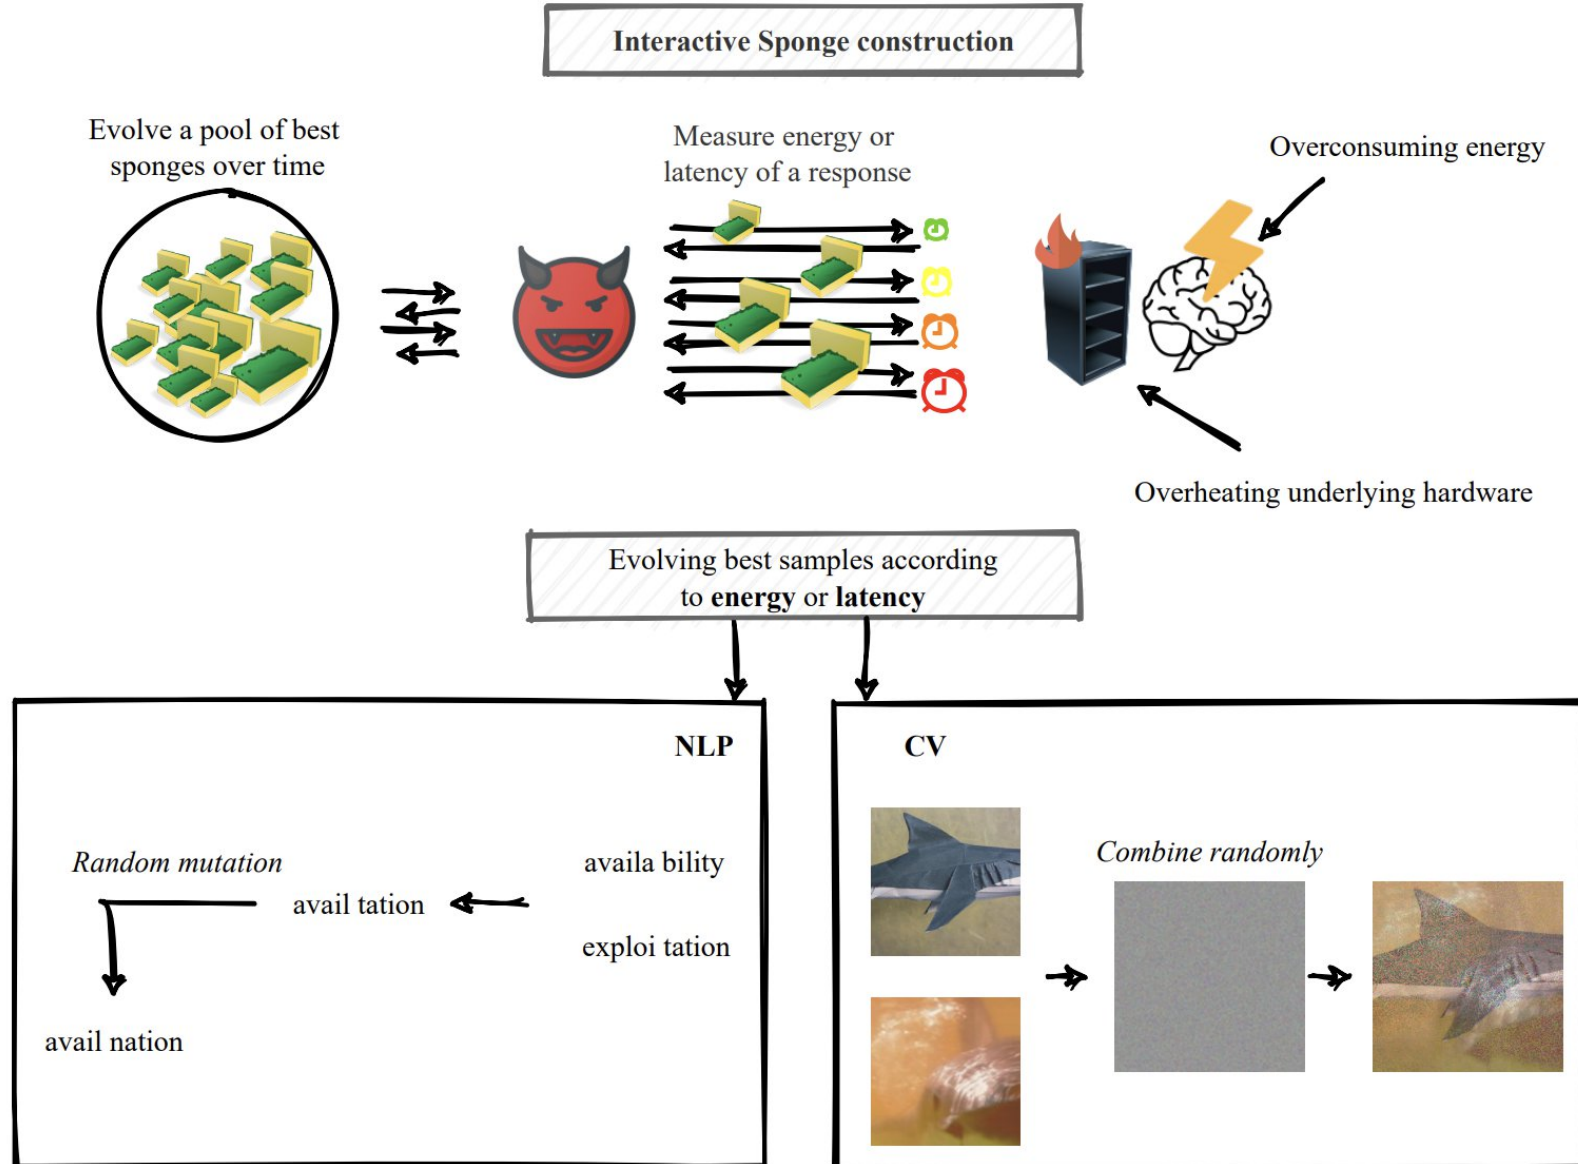 Interactive Sponge construction
Evolve a pool of best
sponges over time
Measure energy or
latency of a response
Overconsuming energy
Overheating underlying hardware
Evolving best samples according
to energy or latency
NLP
Random mutation
avail tation
availa bility
exploi tation
avail nation
CV
Combine randomly